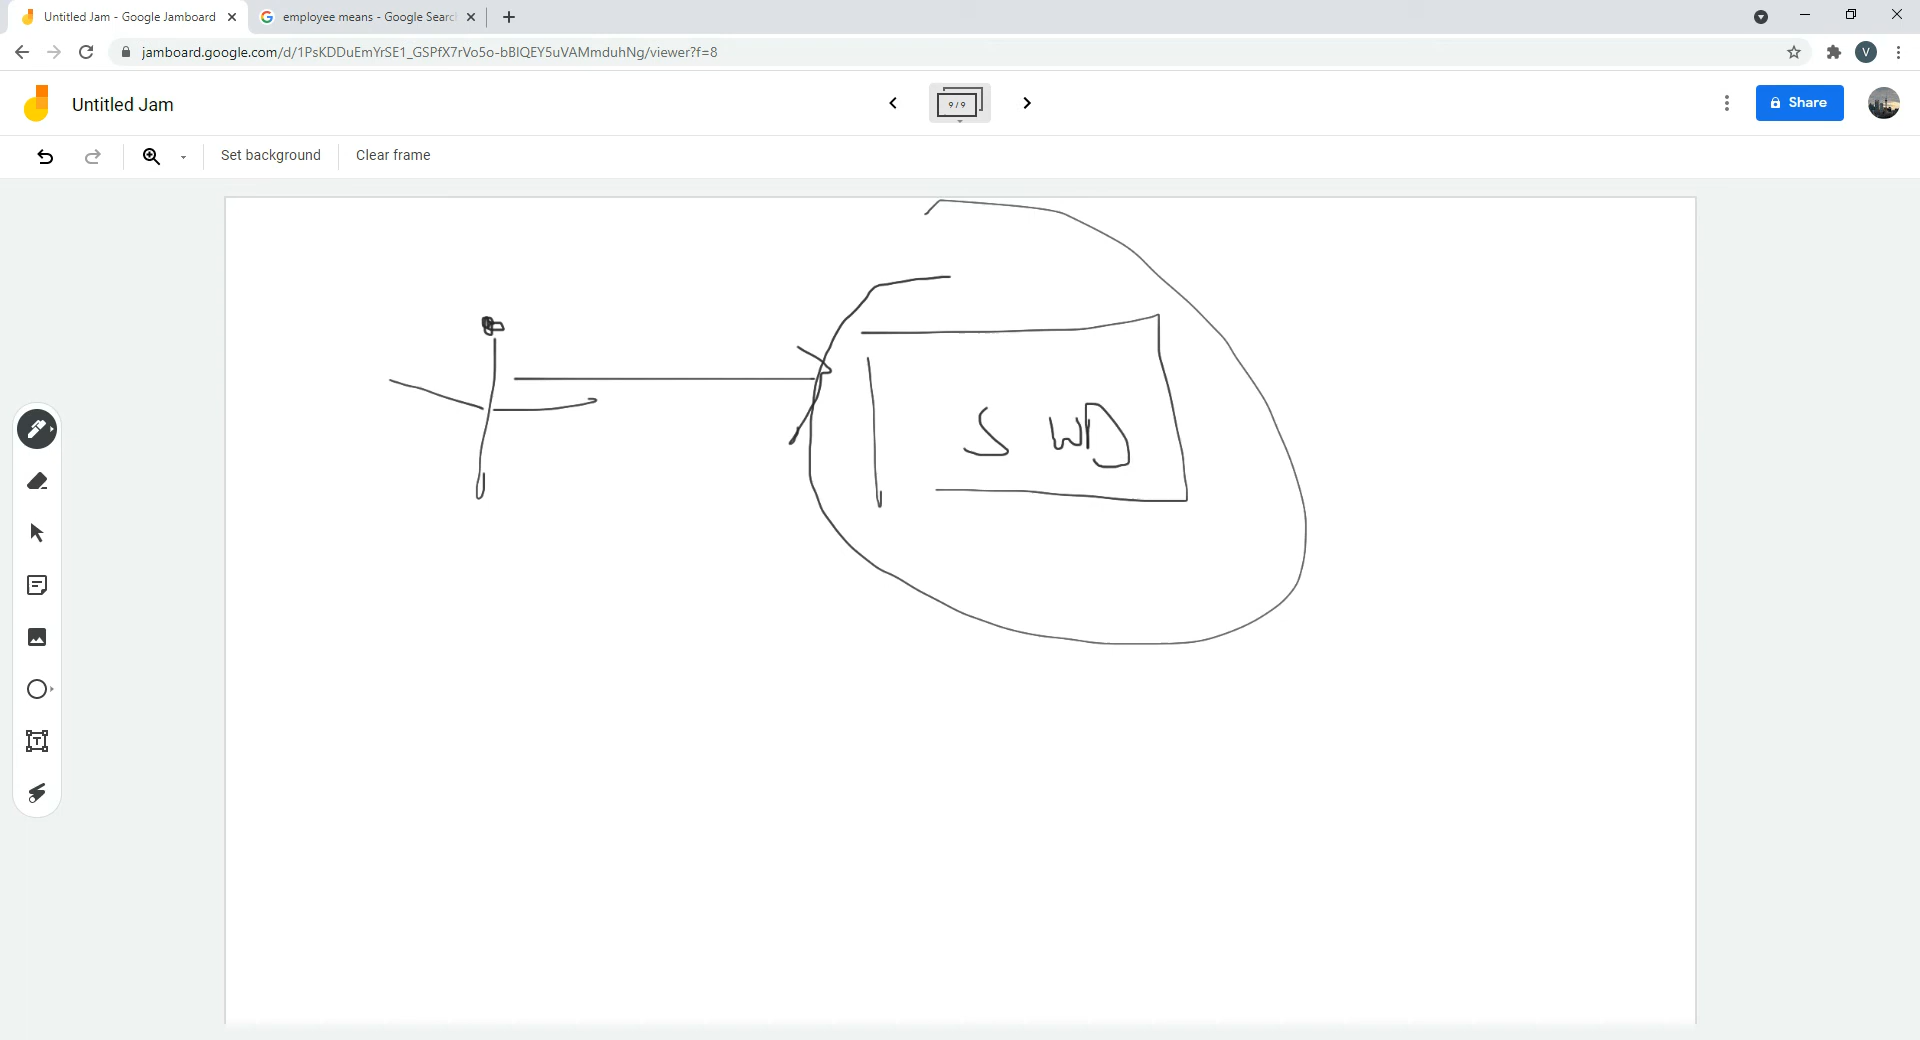 Untitled Jam - Google Jamboard
employee means - Google Searc
jamboard.google.com/d/1PsKDDuEmYrSE1_GSPfX7rVo5o-bBIQEY5uVAMmduhNg/viewer?f=8
V
Untitled Jam
9 / 9
Share
Set background
Clear frame
S WD